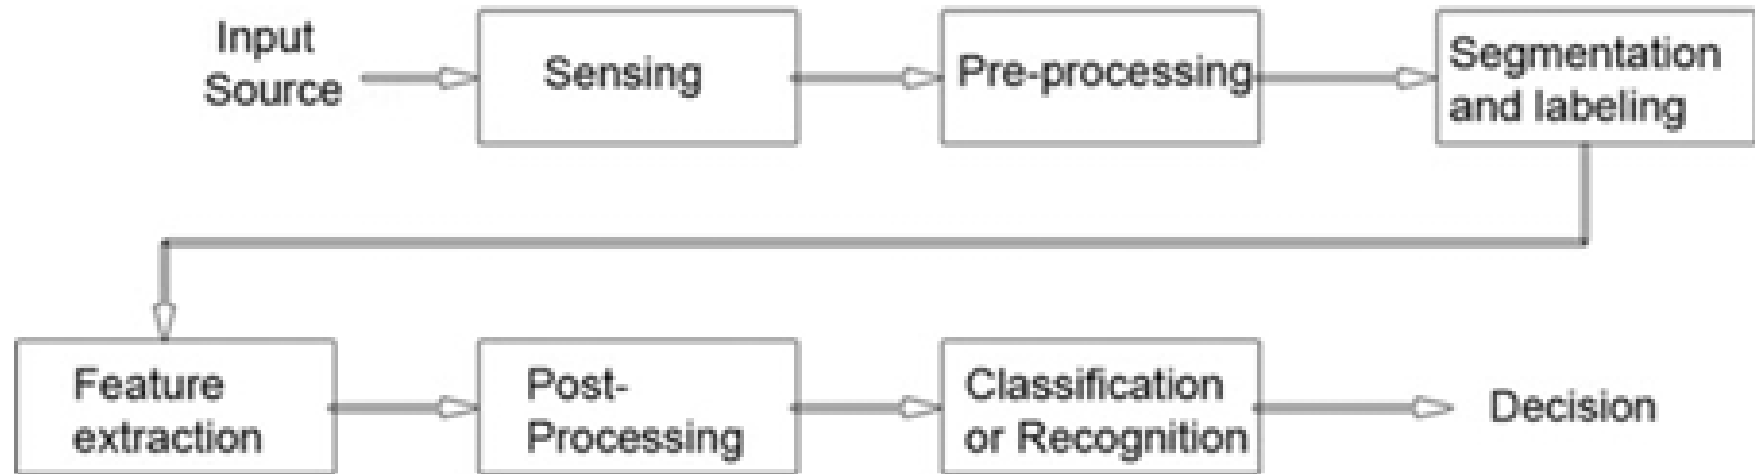 Input
Source
Sensing
Pre-processing
Segmentation
and labeling
Feature
extraction
Post-
Processing
Classification
or Recognition
Decision